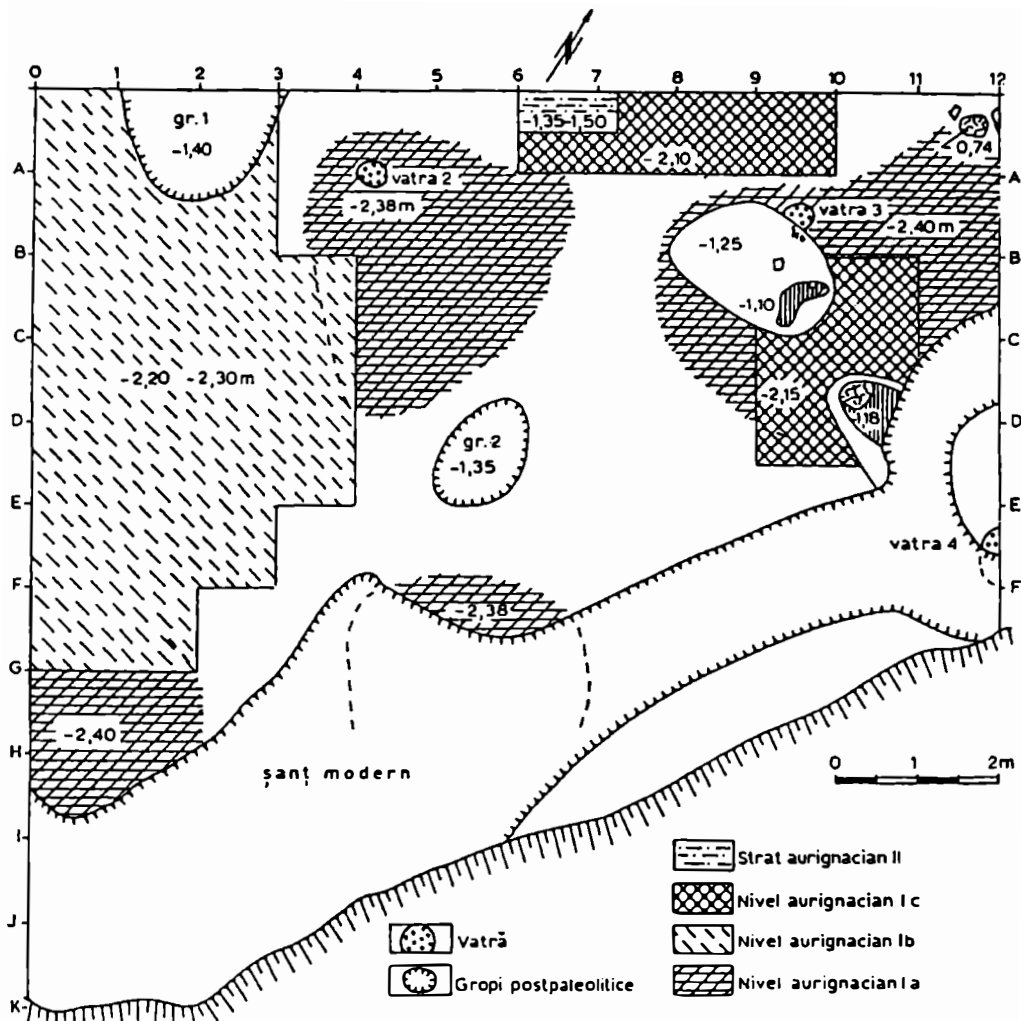 0 1 2 3 4 5 6 7 8 9 10 11 12
gr. 1
-1,40
-1,35-1,50
-2,10
-0,74
A
A
vatra 2
-2,38m
vatra 3
-2,40m
B
B
-1,25
-1,10
C
C
-2,20 -2,30m
-2,15
-1,18
D
D
gr. 2
-1,35
E
E
vatra 4
F
F
-2,38
G
-2,40
H
șanț modern
0 1 2m
I
Strat aurignacian II
Nivel aurignacian Ic
J
Vatră
Nivel aurignacian Ib
Gropi postpaleolitice
Nivel aurignacian Ia
K